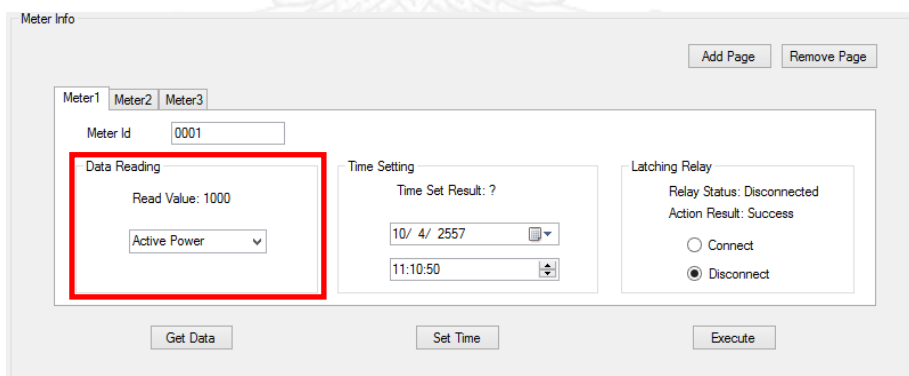 Meter Info
Add Page Remove Page
Meter1 Meter2 Meter3
Meter Id 0001
Data Reading
Read Value: 1000
Active Power
Time Setting
Time Set Result: ?
10/ 4/ 2557
11:10:50
Latching Relay
Relay Status: Disconnected
Action Result: Success
Connect
Disconnect
Get Data Set Time Execute